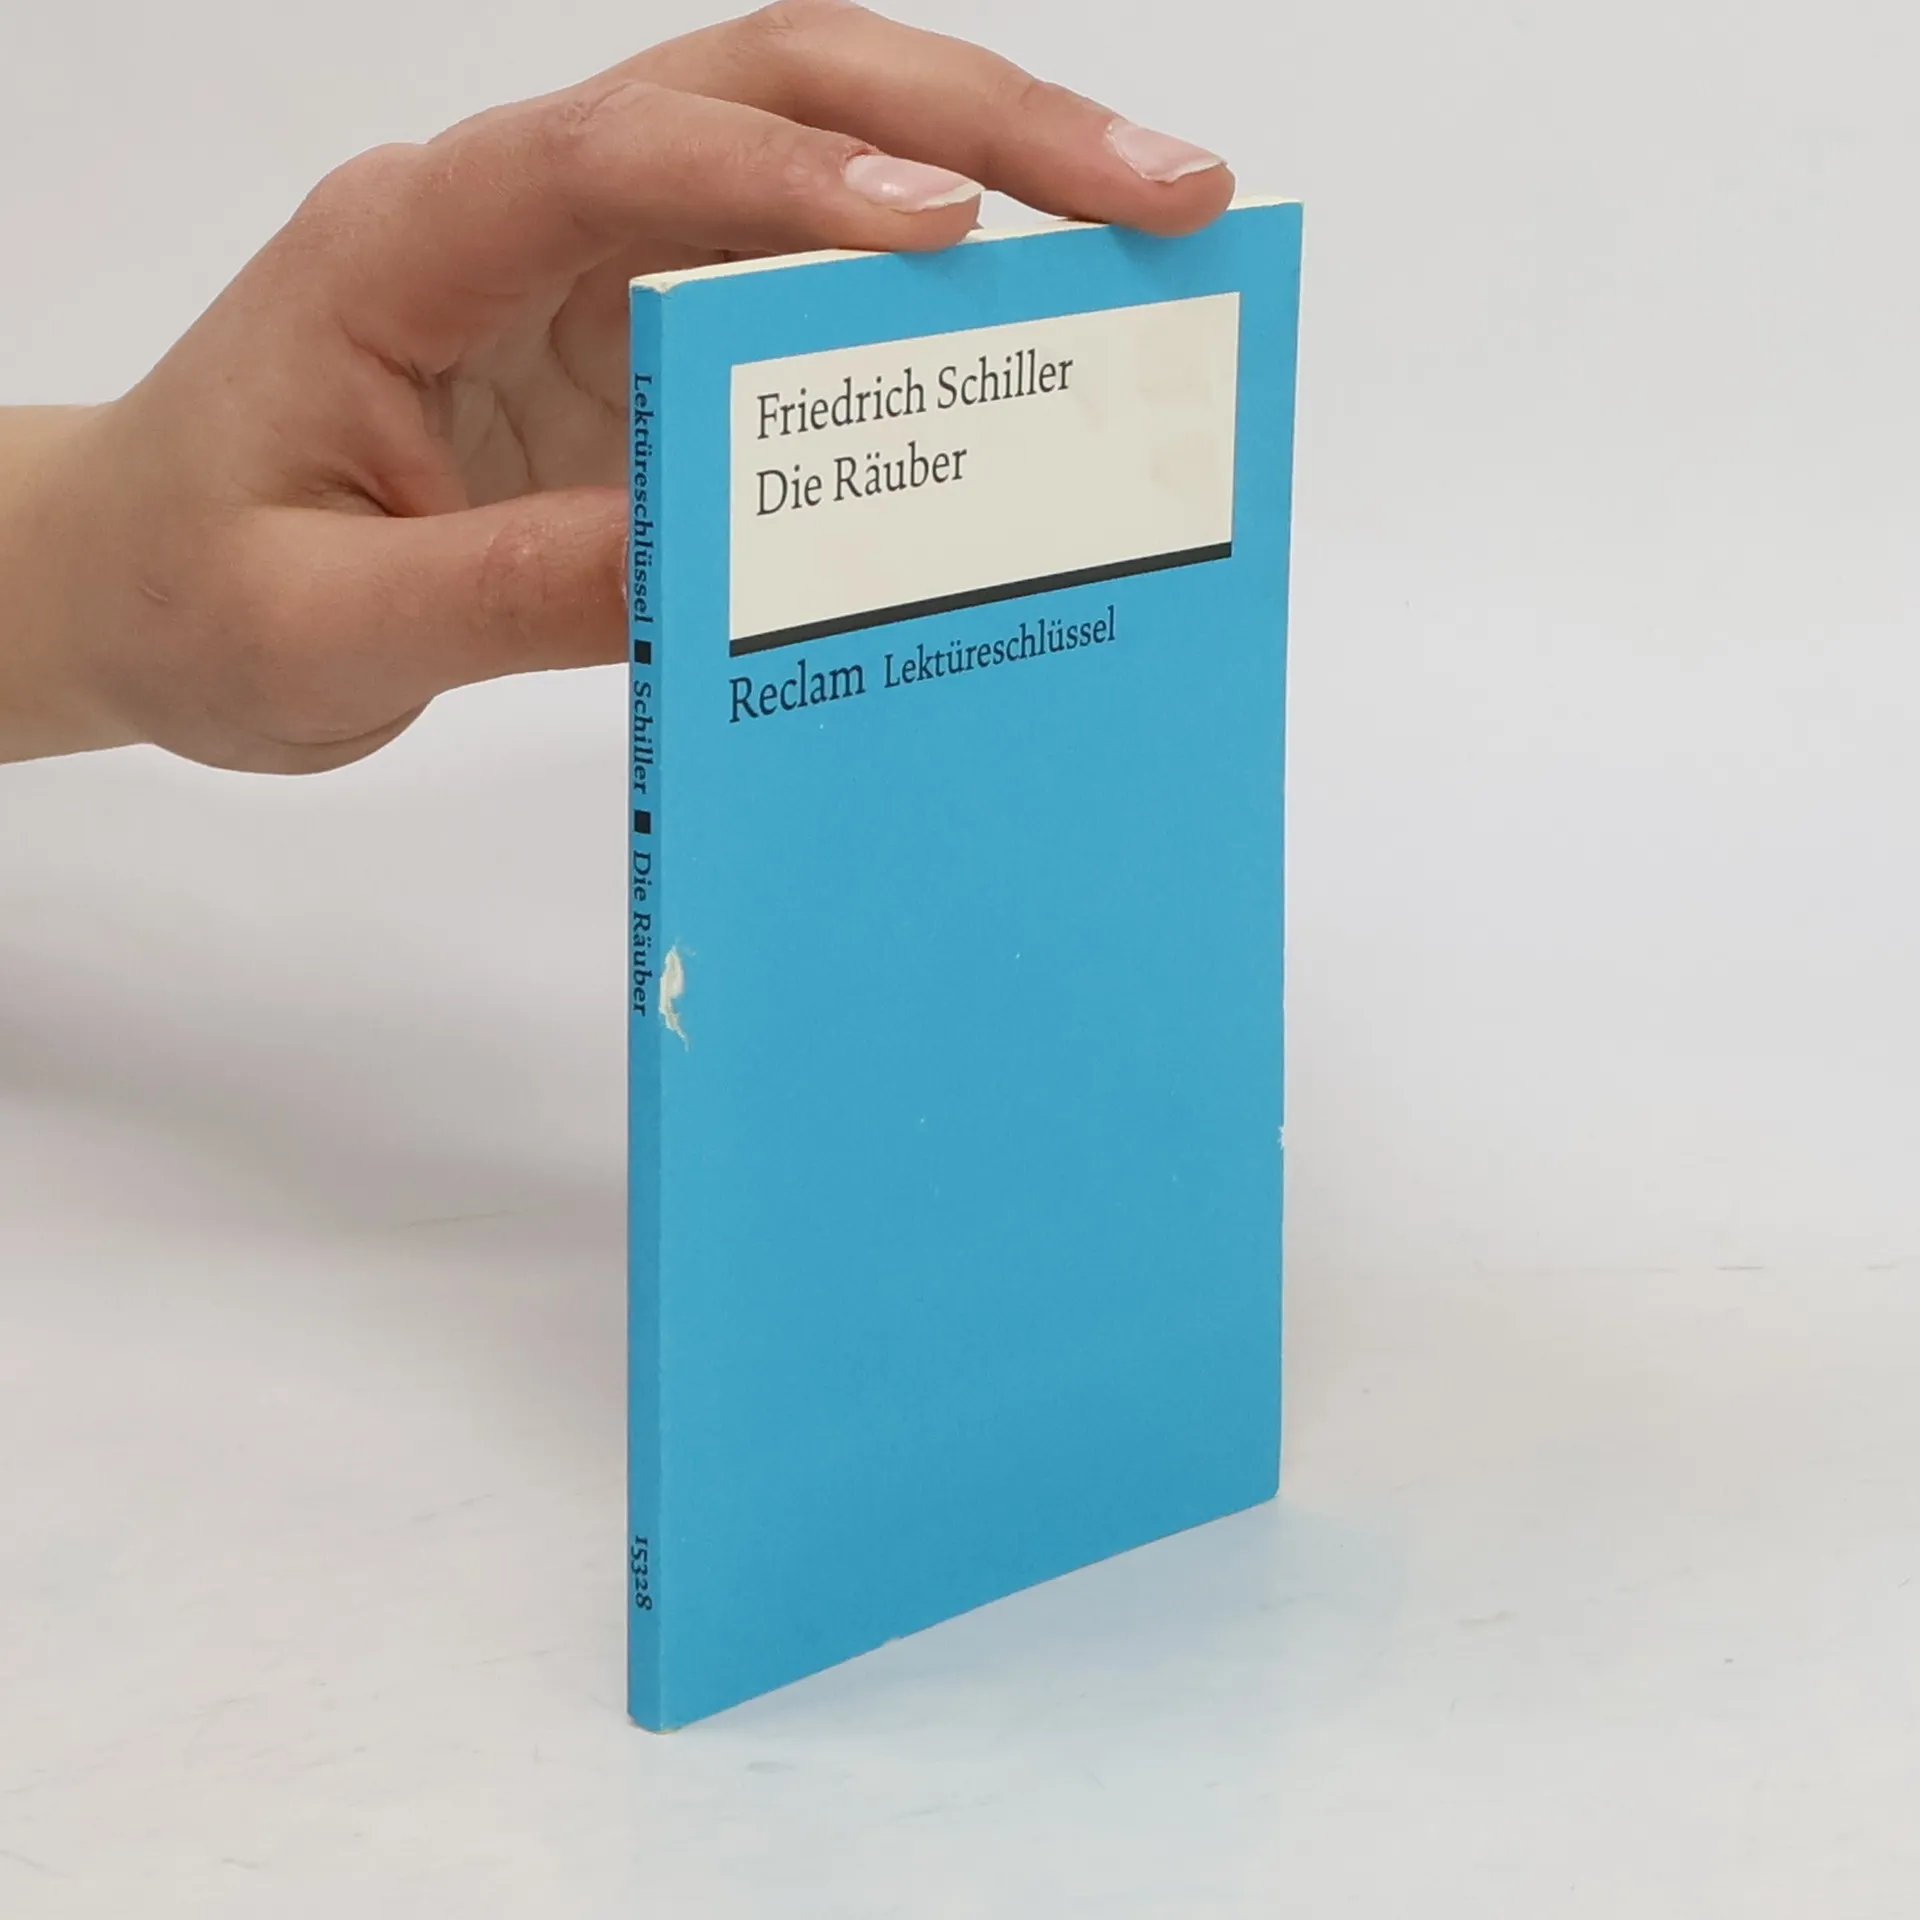 Friedrich Schiller
Die Räuber
Reclam Lektüreschlüssel
Lektüreschlüssel ■ Schiller ■ Die Räuber
15328